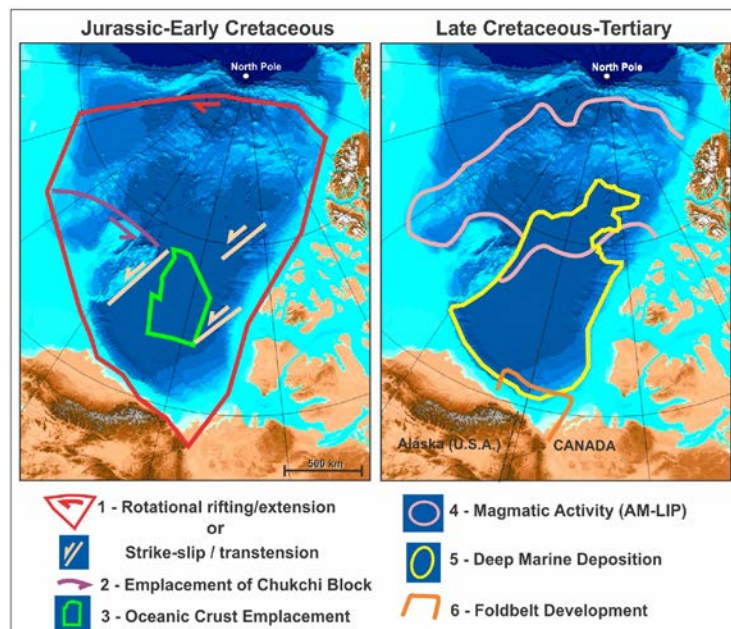 Jurassic-Early Cretaceous
North Pole
500 km
1 - Rotational rifting/extension
or
Strike-slip / transtension
2 - Emplacement of Chukchi Block
3 - Oceanic Crust Emplacement
Late Cretaceous-Tertiary
North Pole
Alaska (U.S.A.)
CANADA
4 - Magmatic Activity (AM-LIP)
5 - Deep Marine Deposition
6 - Foldbelt Development